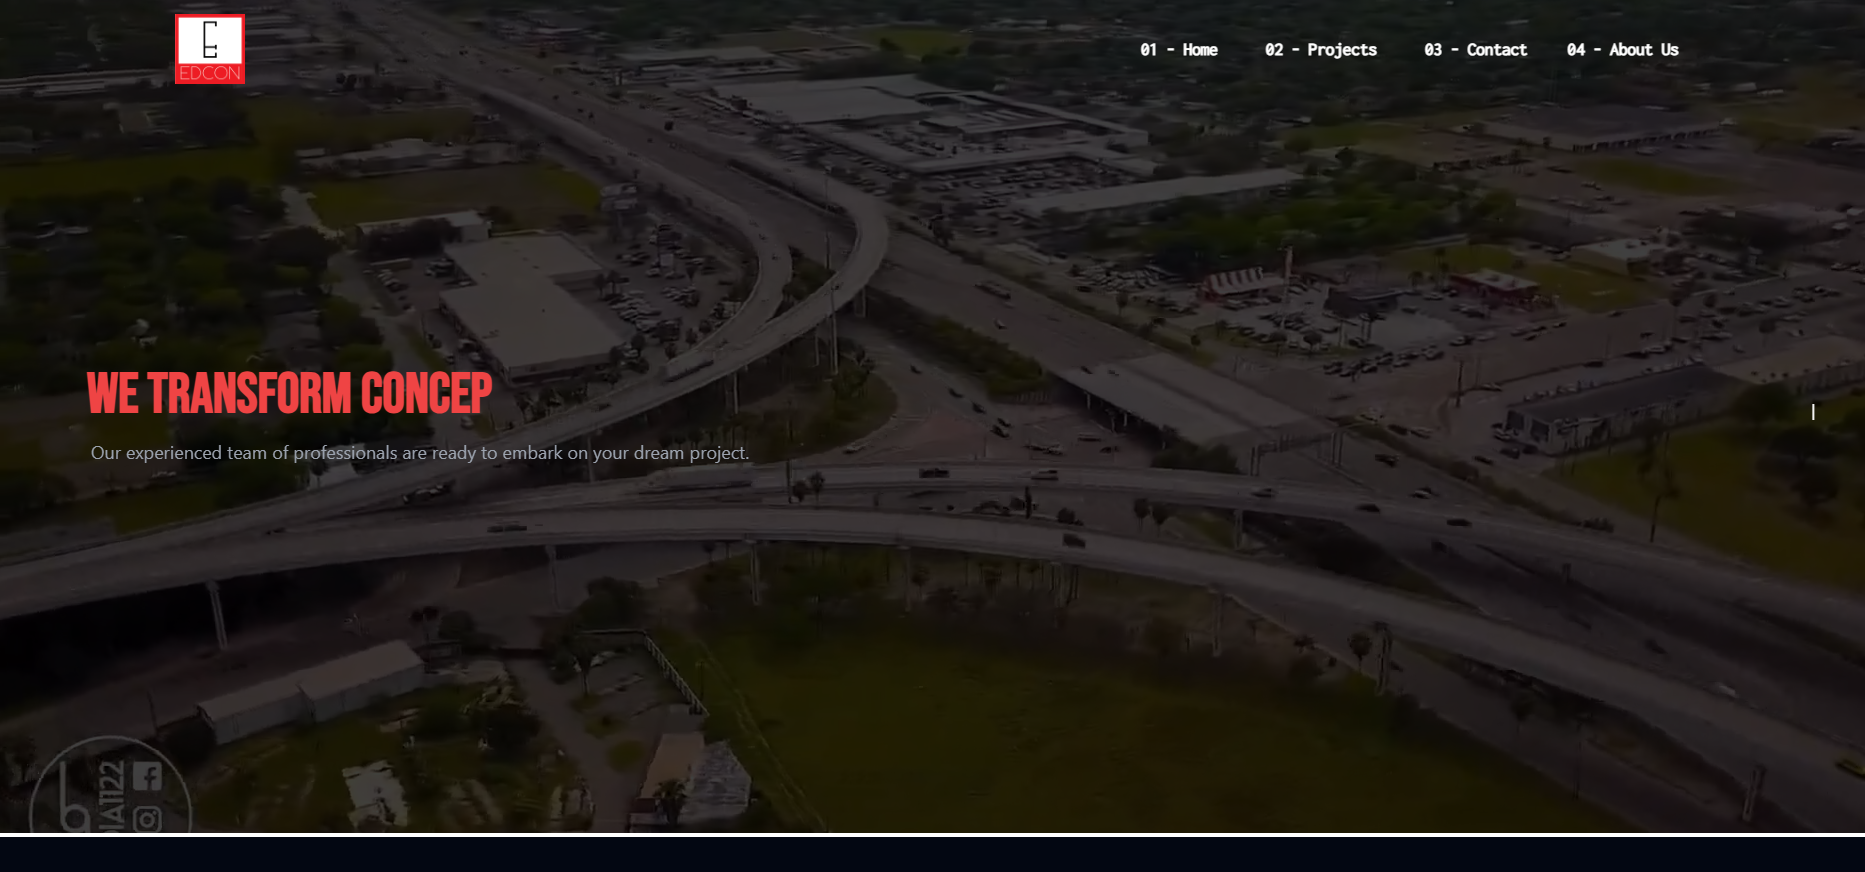 EDCON
01 - Home
02 - Projects
03 - Contact
04 - About Us
WE TRANSFORM CONCEP
Our experienced team of professionals are ready to embark on your dream project.